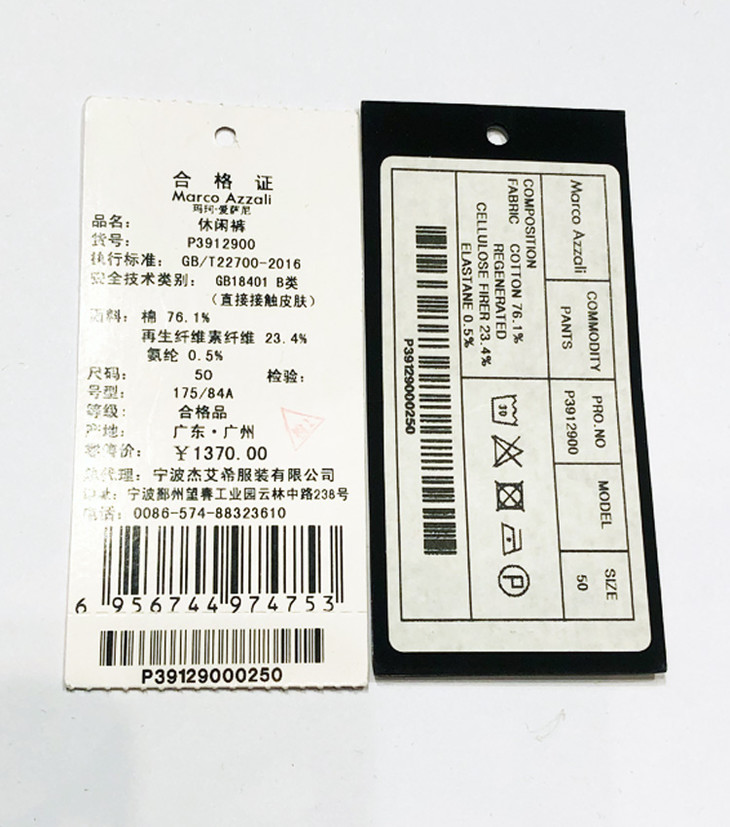 合格证
Marco Azzali
玛珂·爱萨尼
品名: 休闲裤
货号: P3912900
执行标准: GB/T22700-2016
安全技术类别: GB18401 B类
(直接接触皮肤)
面料: 棉 76.1%
再生纤维素纤维 23.4%
氨纶 0.5%
尺码: 50 检验:
号型: 175/84A
等级: 合格品
产地: 广东·广州
零售价: ¥1370.00
总代理: 宁波杰艾希服装有限公司
地址: 宁波鄞州望春工业园云林中路238号
电话: 0086-574-88323610
6 956744 974753
P39129000250
Marco Azzali
COMMODITY
PANTS
PRO.NO
P3912900
MODEL
SIZE
50
COMPOSITION
FABRIC COTTON 76.1%
REGENERATED
CELLULOSE FIRER 23.4%
ELASTANE 0.5%
30
P
P39129000250